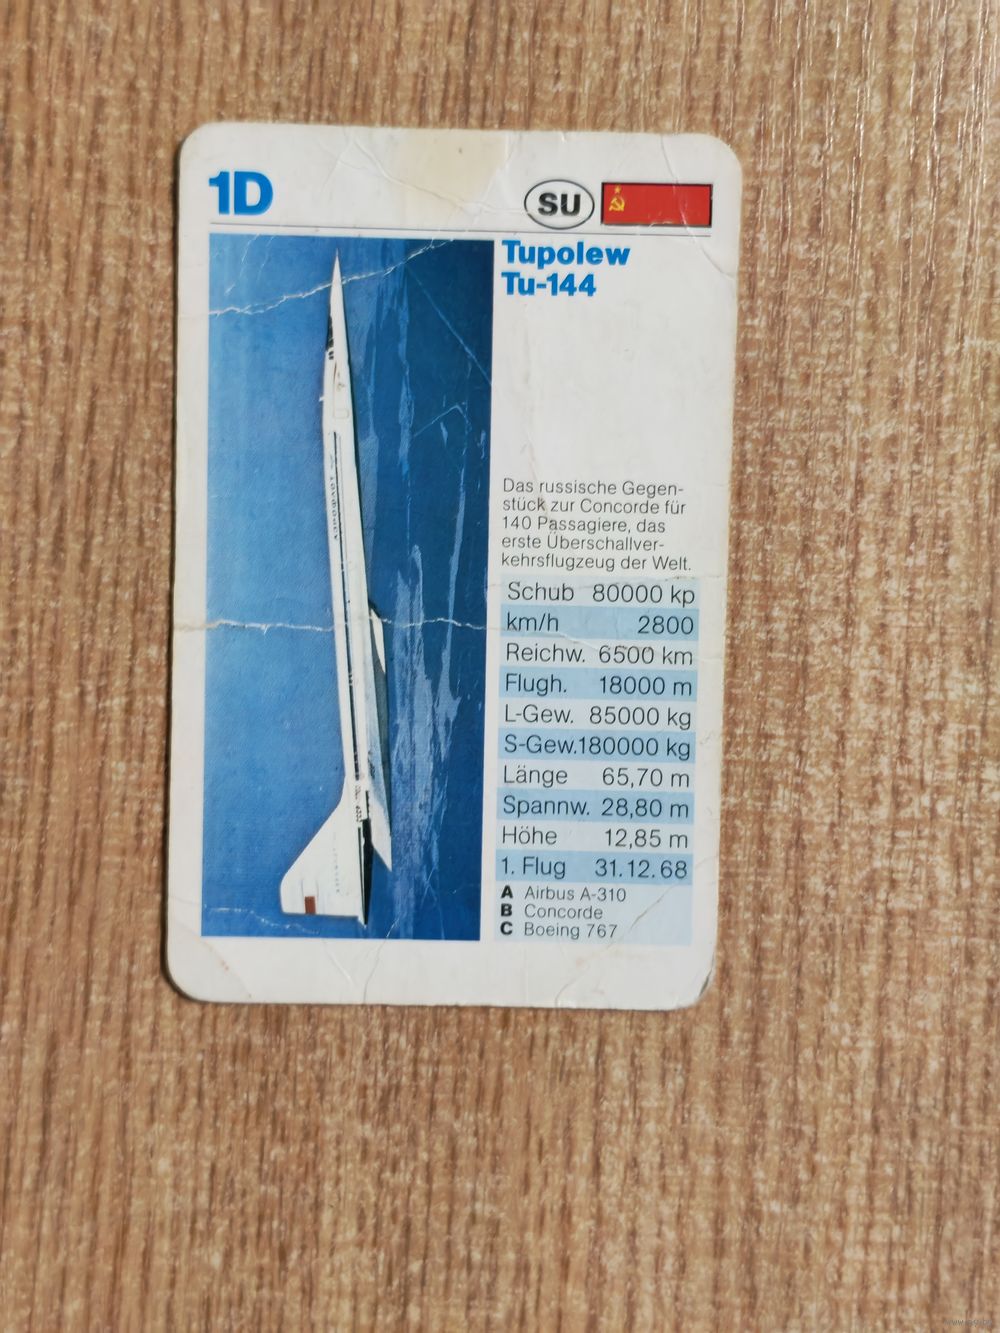 1D
SU
Tupolew
Tu-144
АЭРОФЛОТ
Das russische Gegen-
stück zur Concorde für
140 Passagiere, das
erste Überschallver-
kehrsflugzeug der Welt.
Schub 80000 kp
km/h 2800
Reichw. 6500 km
Flugh. 18000 m
L-Gew. 85000 kg
S-Gew.180000 kg
Länge 65,70 m
Spannw. 28,80 m
Höhe 12,85 m
1. Flug 31.12.68
A Airbus A-310
B Concorde
C Boeing 767